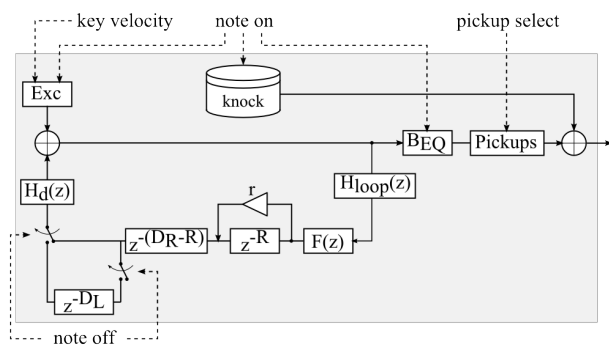 key velocity note on pickup select
Exc
knock
BEQ Pickups
Hd(z) Hloop(z)
r
z-(DR-R) z-R F(z)
z-DL
note off